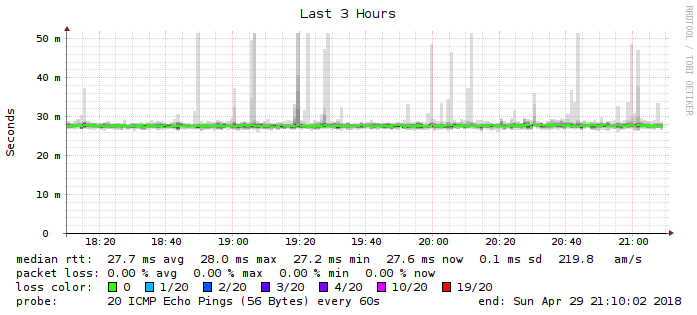 Last 3 Hours
RRDTOOL / TOBI OETIKER
Seconds
50 m
40 m
30 m
20 m
10 m
0
18:20 18:40 19:00 19:20 19:40 20:00 20:20 20:40 21:00
median rtt: 27.7 ms avg 28.0 ms max 27.2 ms min 27.6 ms now 0.1 ms sd 219.8 am/s
packet loss: 0.00 % avg 0.00 % max 0.00 % min 0.00 % now
loss color: 0 1/20 2/20 3/20 4/20 10/20 19/20
probe: 20 ICMP Echo Pings (56 Bytes) every 60s end: Sun Apr 29 21:10:02 2018